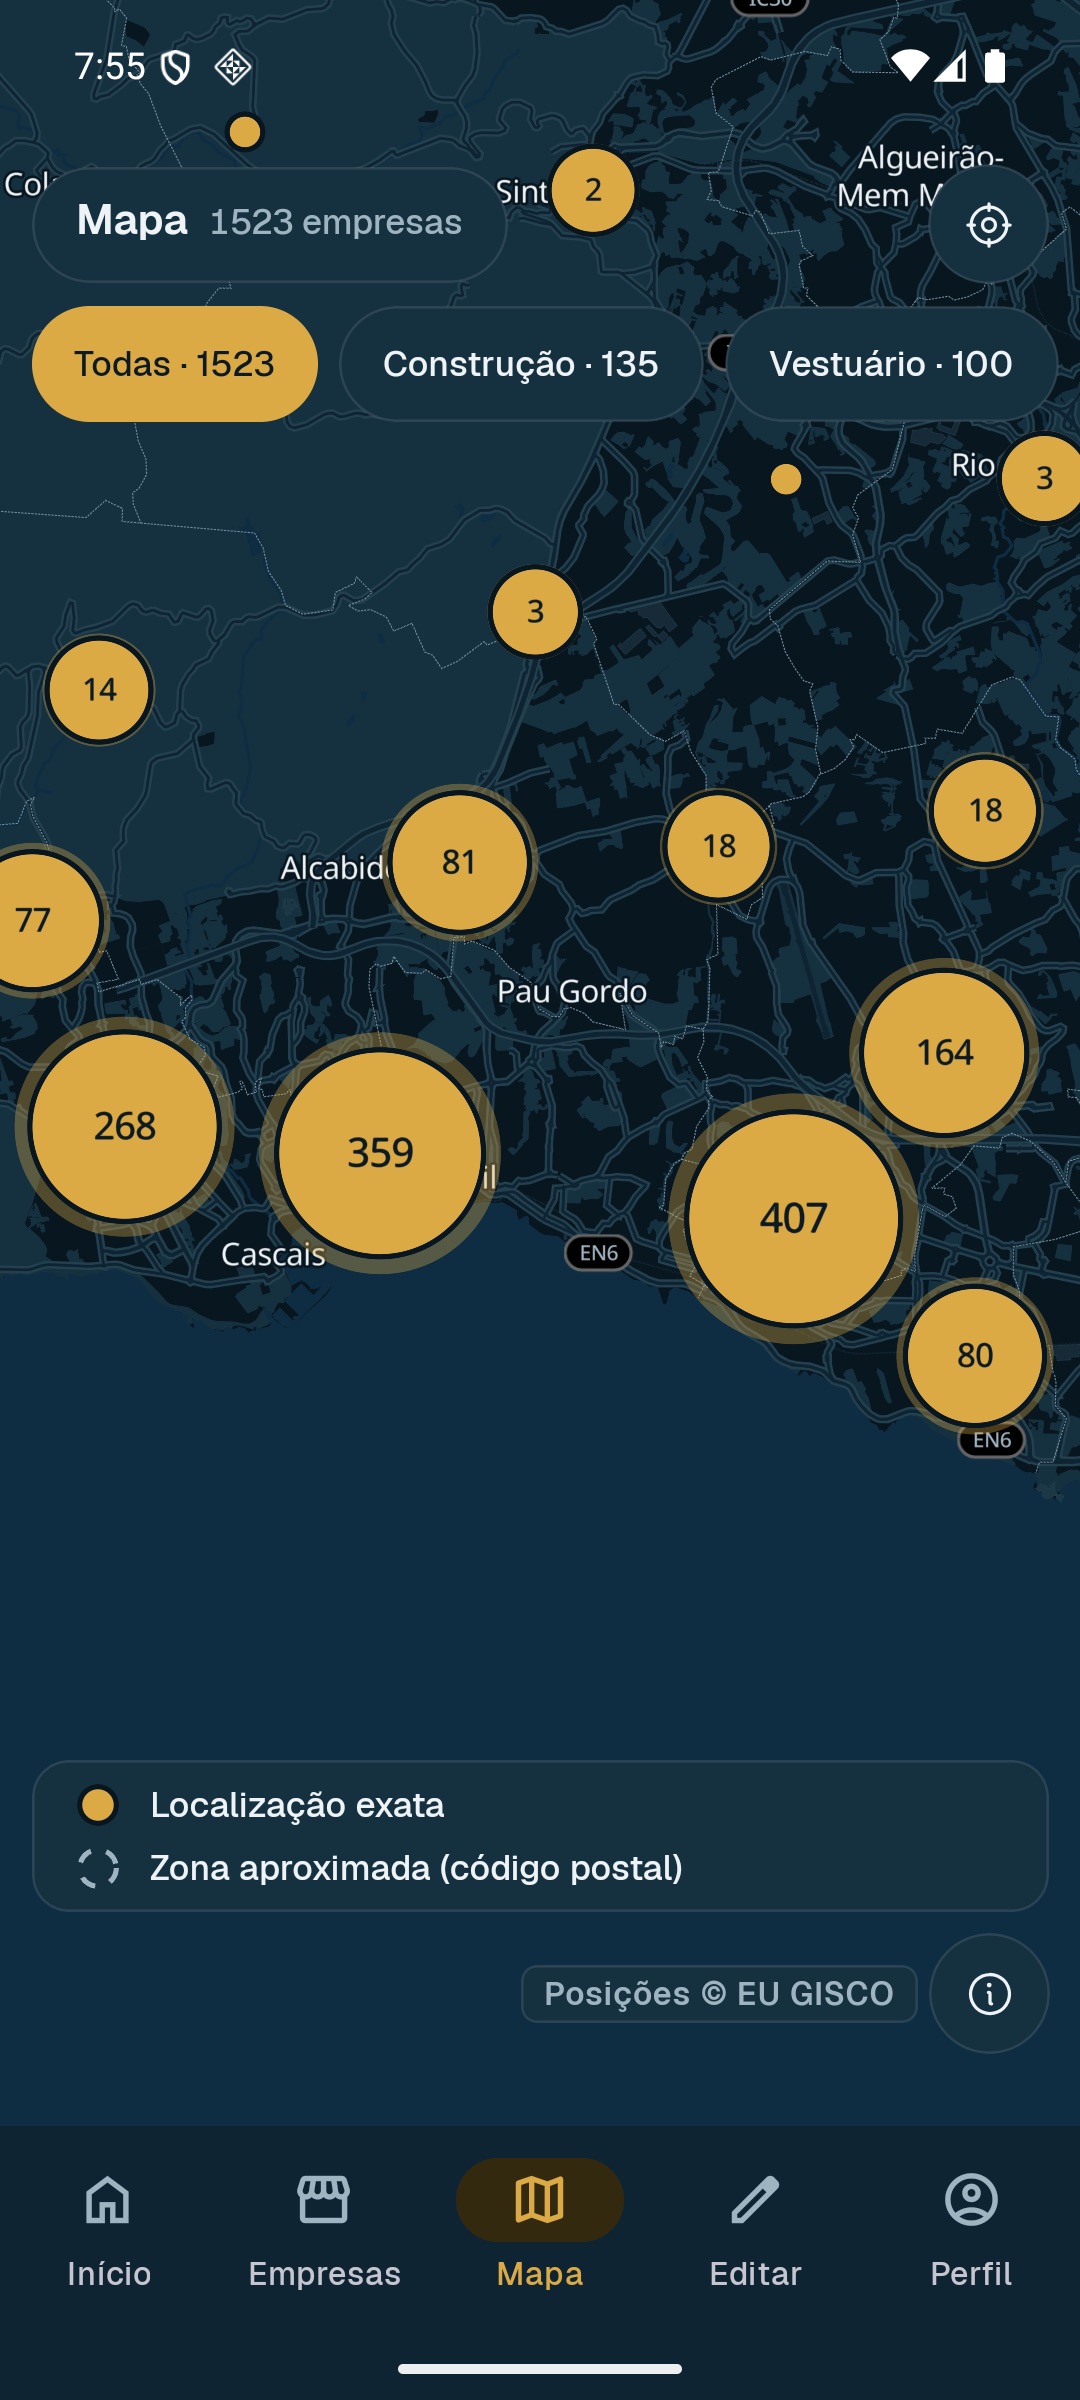 7:55
Algueirão-
Mapa 1523 empresas
2
Todas · 1523
Construção · 135
Vestuário · 100
Rio
3
3
14
81
18
18
77
Pau Gordo
164
268
359
407
Cascais
EN6
80
EN6
Localização exata
Zona aproximada (código postal)
Posições © EU GISCO
Início
Empresas
Mapa
Editar
Perfil